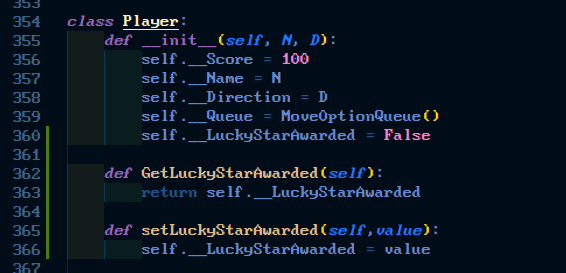 353
354 class Player:
355     def __init__(self, N, D):
356         self.__Score = 100
357         self.__Name = N
358         self.__Direction = D
359         self.__Queue = MoveOptionQueue()
360         self.__LuckyStarAwarded = False
361
362     def GetLuckyStarAwarded(self):
363         return self.__LuckyStarAwarded
364
365     def setLuckyStarAwarded(self,value):
366         self.__LuckyStarAwarded = value
367